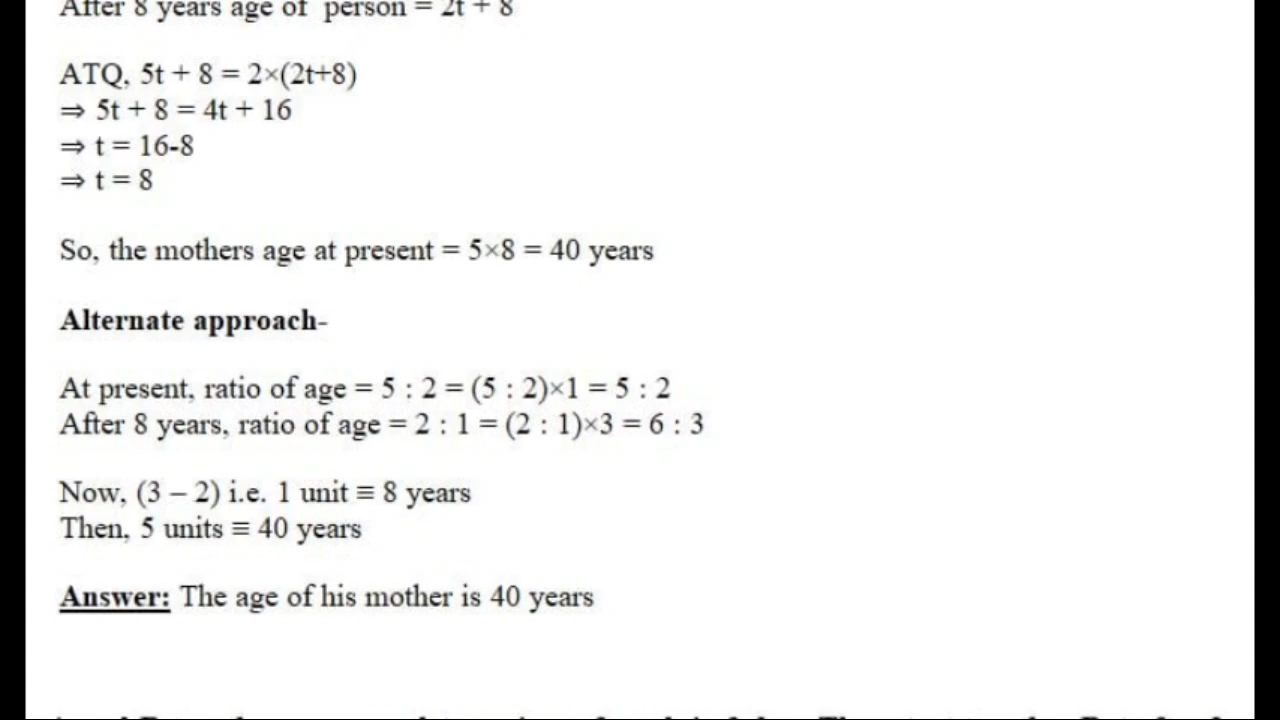 After 8 years age of person = 2t + 8
ATQ, 5t + 8 = 2×(2t+8)
⇒ 5t + 8 = 4t + 16
⇒ t = 16-8
⇒ t = 8
So, the mothers age at present = 5×8 = 40 years
Alternate approach-
At present, ratio of age = 5 : 2 = (5 : 2)×1 = 5 : 2
After 8 years, ratio of age = 2 : 1 = (2 : 1)×3 = 6 : 3
Now, (3 – 2) i.e. 1 unit ≡ 8 years
Then, 5 units ≡ 40 years
Answer: The age of his mother is 40 years